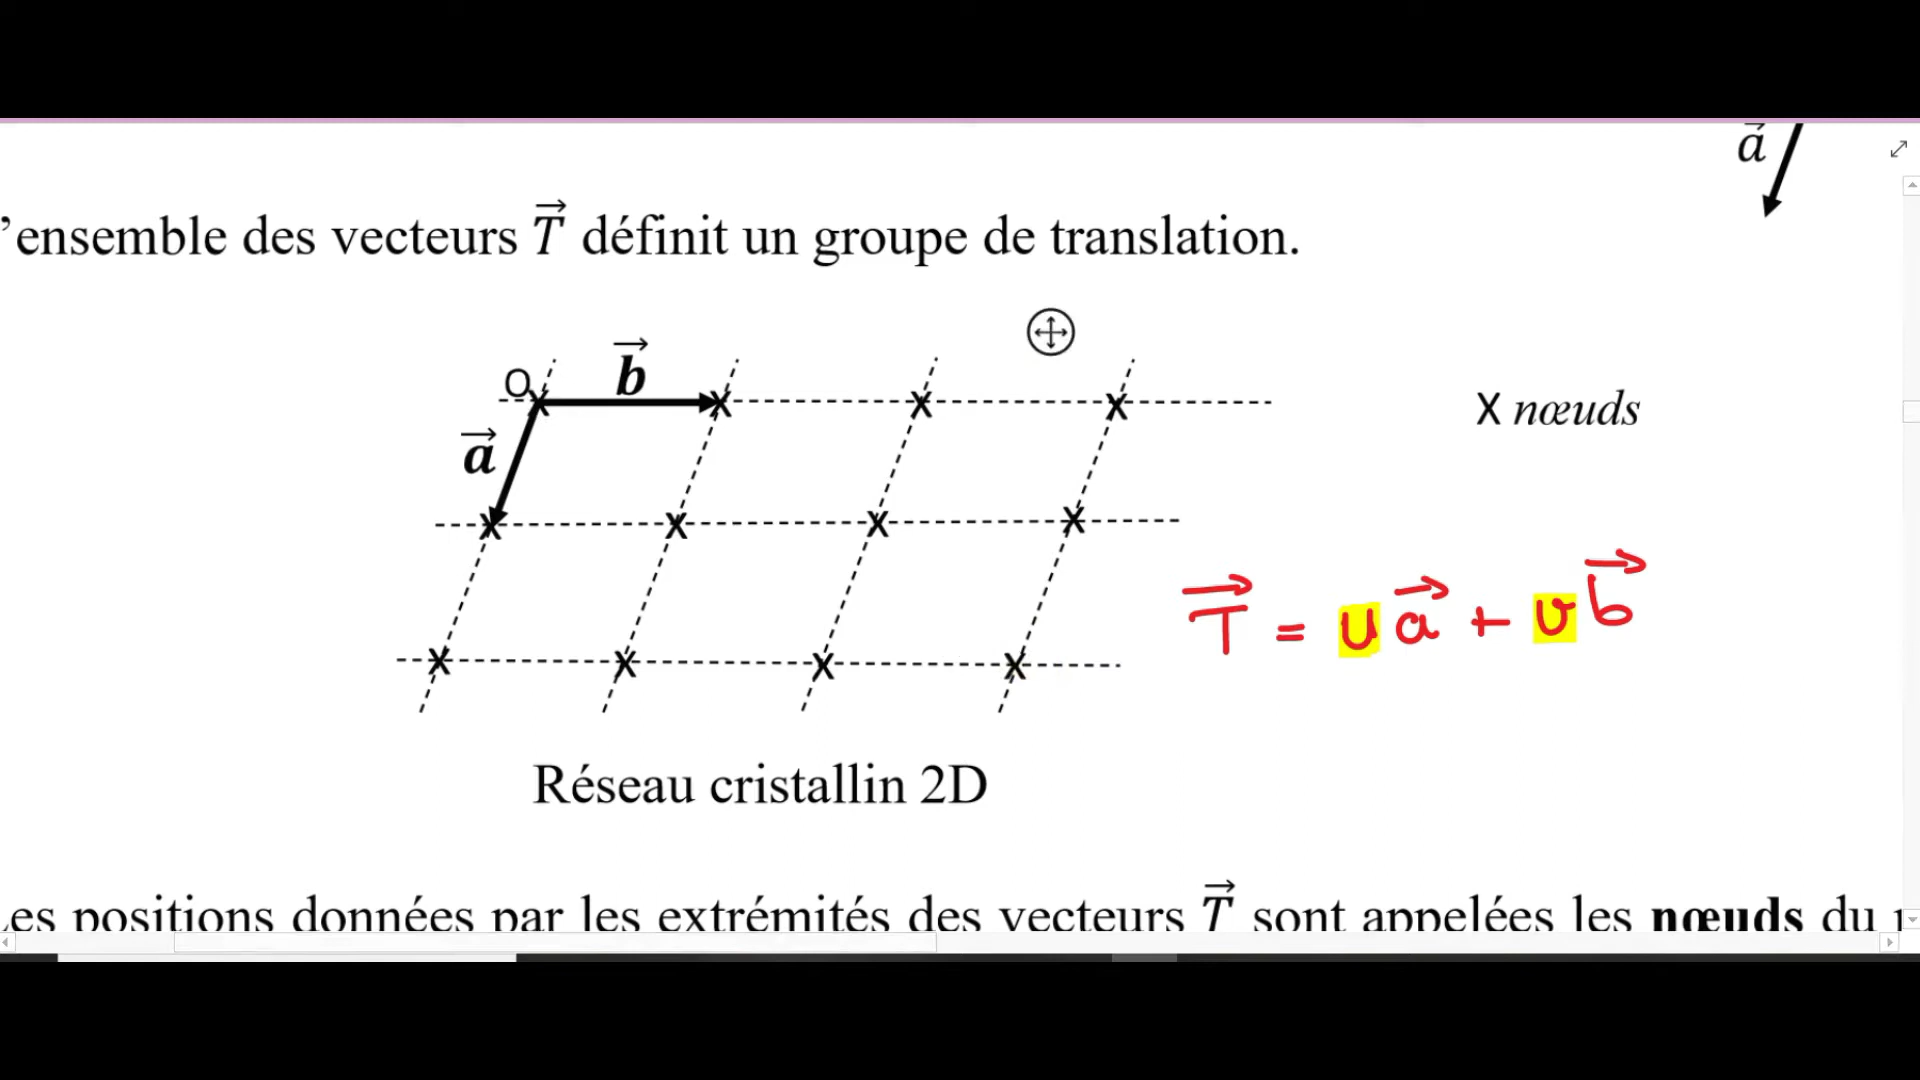 a⃗
’ensemble des vecteurs T⃗ définit un groupe de translation.
O b⃗
a⃗
X nœuds
T⃗ = u a⃗ + v b⃗
Réseau cristallin 2D
es positions données par les extrémités des vecteurs T⃗ sont appelées les nœuds du